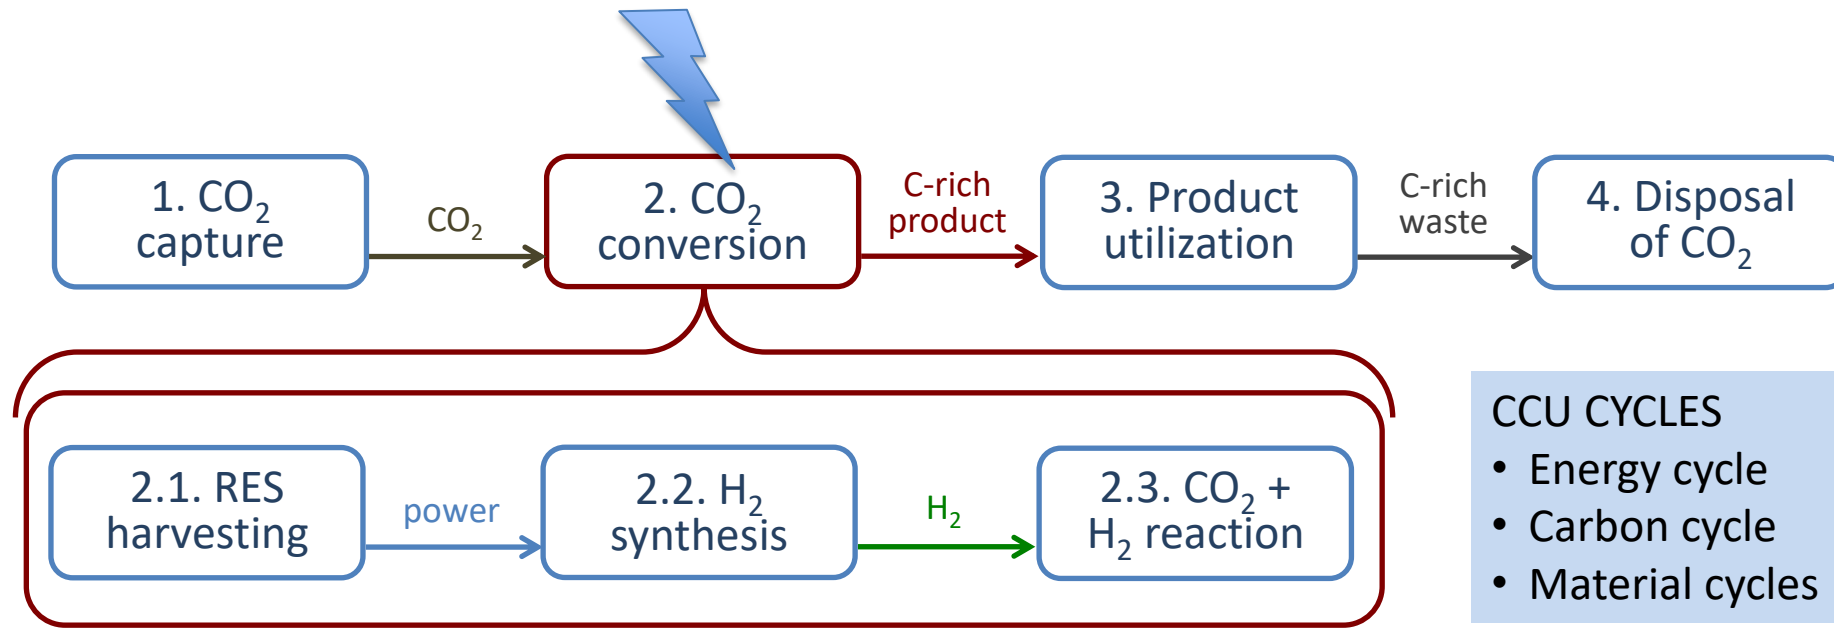 1. CO₂
capture
CO₂
2. CO₂
conversion
C-rich
product
3. Product
utilization
C-rich
waste
4. Disposal
of CO₂
2.1. RES
harvesting
power
2.2. H₂
synthesis
H₂
2.3. CO₂ +
H₂ reaction
CCU CYCLES
• Energy cycle
• Carbon cycle
• Material cycles